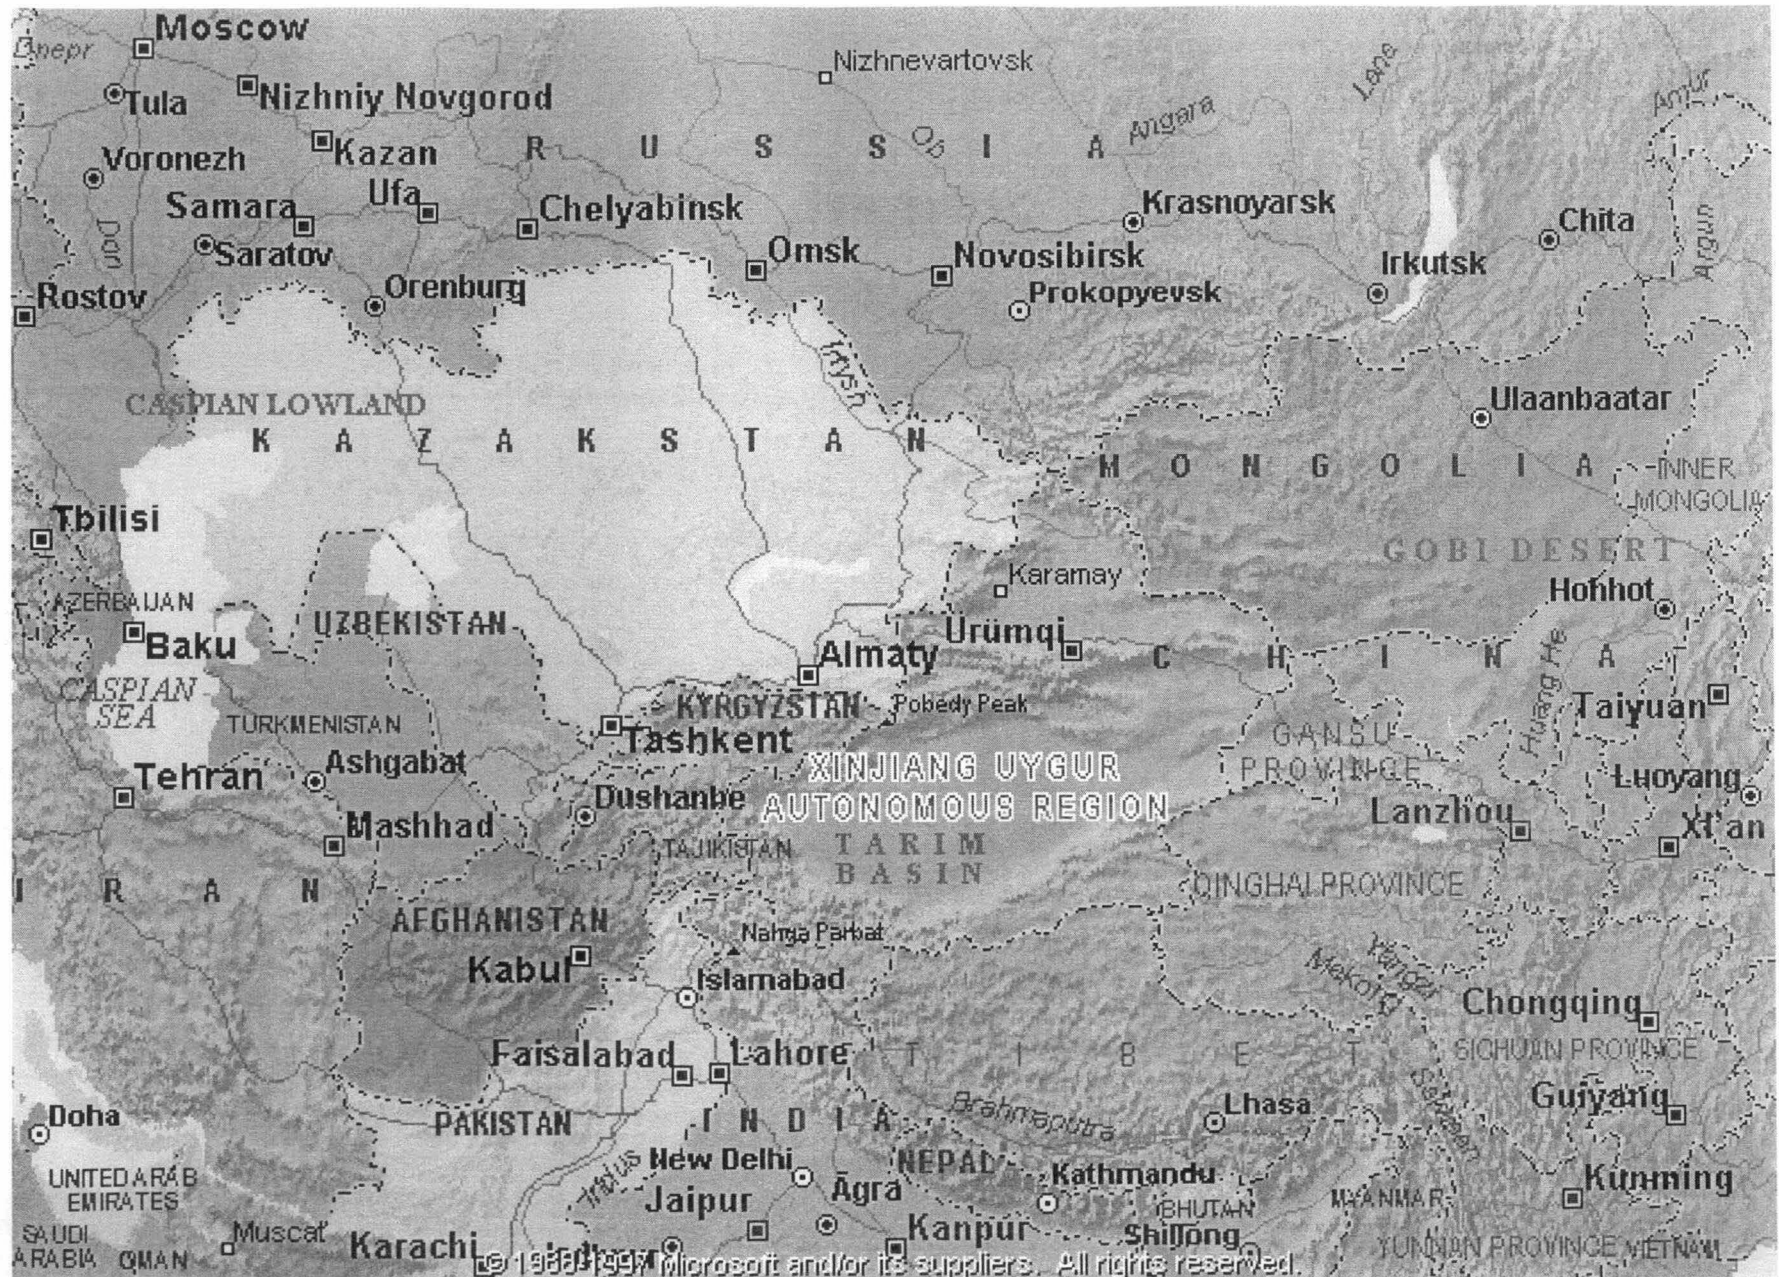 Moscow
Dnepr
Nizhnevartovsk
Lena
Amur
Tula
Nizhniy Novgorod
Angara
Ob
R U S S I A
Kazan
Voronezh
Ufa
Samara
Chelyabinsk
Krasnoyarsk
Chita
Don
Saratov
Omsk
Novosibirsk
Irkutsk
Argun
Orenburg
Prokopyevsk
Rostov
Irtysh
CASPIAN LOWLAND
Ulaanbaatar
K A Z A K S T A N
M O N G O L I A
INNER
MONGOLIA
Tbilisi
GOBI DESERT
Karamay
Hohhot
AZERBAIJAN
UZBEKISTAN
Baku
Ürümqi
Almaty
C H I N A
Huang He
CASPIAN
SEA
KYRGYZSTAN
Pobedy Peak
Taiyuan
TURKMENISTAN
Tashkent
GANSU
PROVINCE
Ashgabat
XINJIANG UYGUR
AUTONOMOUS REGION
Tehran
Luoyang
Dushanbe
Lanzhou
Mashhad
Xi'an
TAJIKISTAN
TARIM
BASIN
I R A N
QINGHAI PROVINCE
AFGHANISTAN
Nanga Parbat
Kabul
Islamabad
Yangzi
Mekong
Chongqing
Faisalabad
Lahore
T I B E T
SICHUAN PROVINCE
Salween
Guiyang
Doha
PAKISTAN
I N D I A
Brahmaputra
Lhasa
New Delhi
NEPAL
Kathmandu
UNITED ARAB
EMIRATES
Indus
Jaipur
Āgra
BHUTAN
MYANMAR
Kunming
SAUDI
ARABIA
OMAN
Muscat
Karachi
Kanpur
Shillong
YUNNAN PROVINCE
VIETNAM
Jodhpur
© 1988-1997 Microsoft and/or its suppliers. All rights reserved.